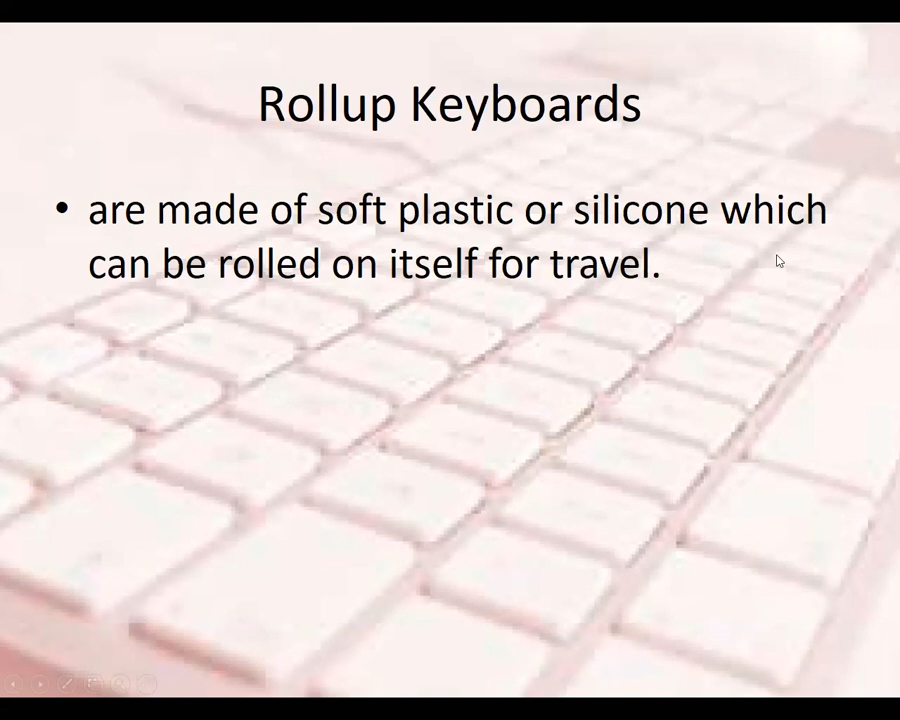 Rollup Keyboards
• are made of soft plastic or silicone which
can be rolled on itself for travel.